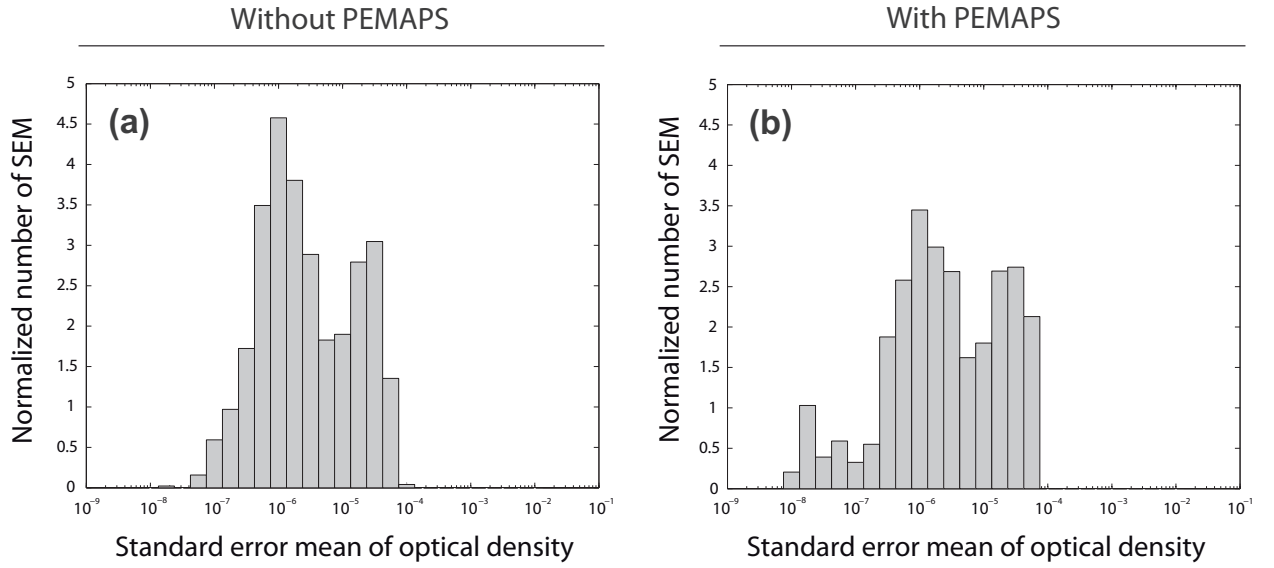 Without PEMAPS
With PEMAPS
(a)
5
4.5
4
3.5
3
2.5
2
1.5
1
0.5
0
Normalized number of SEM
10⁻⁹ 10⁻⁸ 10⁻⁷ 10⁻⁶ 10⁻⁵ 10⁻⁴ 10⁻³ 10⁻² 10⁻¹
Standard error mean of optical density
(b)
5
4.5
4
3.5
3
2.5
2
1.5
1
0.5
0
Normalized number of SEM
10⁻⁹ 10⁻⁸ 10⁻⁷ 10⁻⁶ 10⁻⁵ 10⁻⁴ 10⁻³ 10⁻² 10⁻¹
Standard error mean of optical density